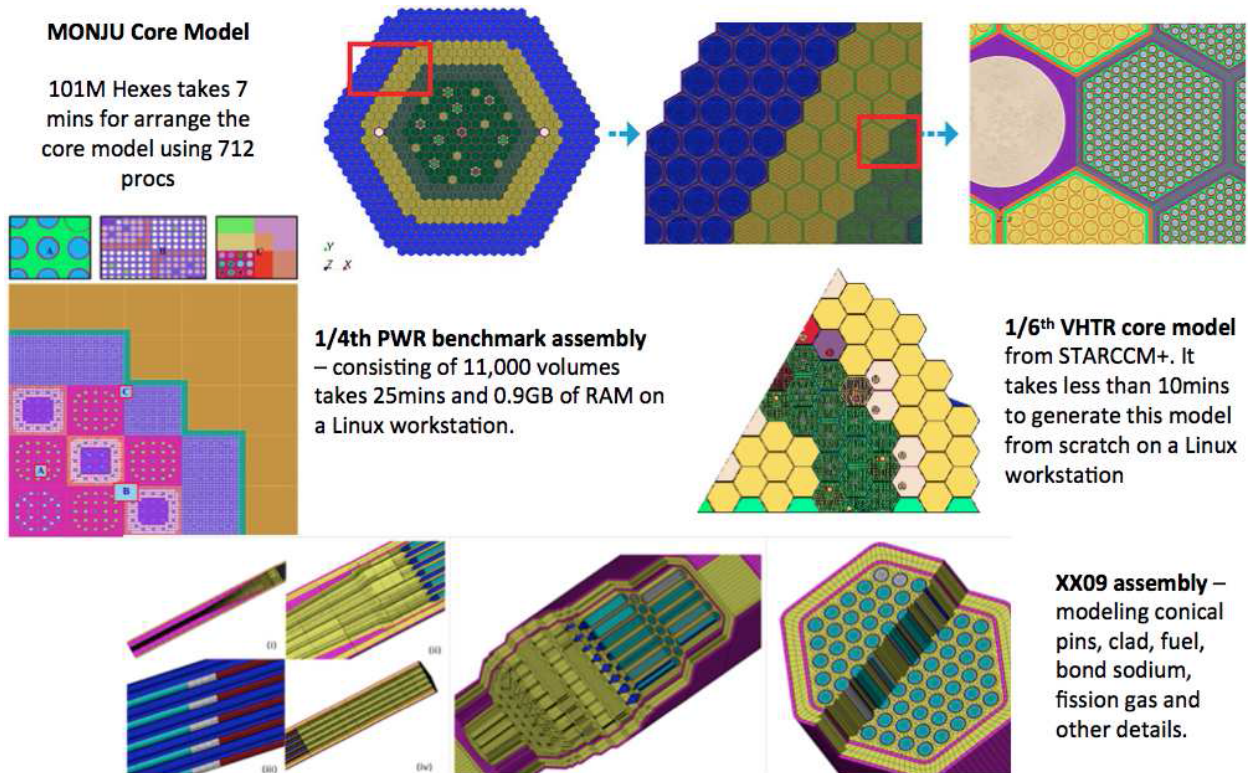 MONJU Core Model
101M Hexes takes 7
mins for arrange the
core model using 712
procs
Y
Z X
A
B
C
1/4th PWR benchmark assembly
– consisting of 11,000 volumes
takes 25mins and 0.9GB of RAM on
a Linux workstation.
C
A
B
1/6th VHTR core model
from STARCCM+. It
takes less than 10mins
to generate this model
from scratch on a Linux
workstation
(i)
(ii)
(iii)
(iv)
XX09 assembly –
modeling conical
pins, clad, fuel,
bond sodium,
fission gas and
other details.